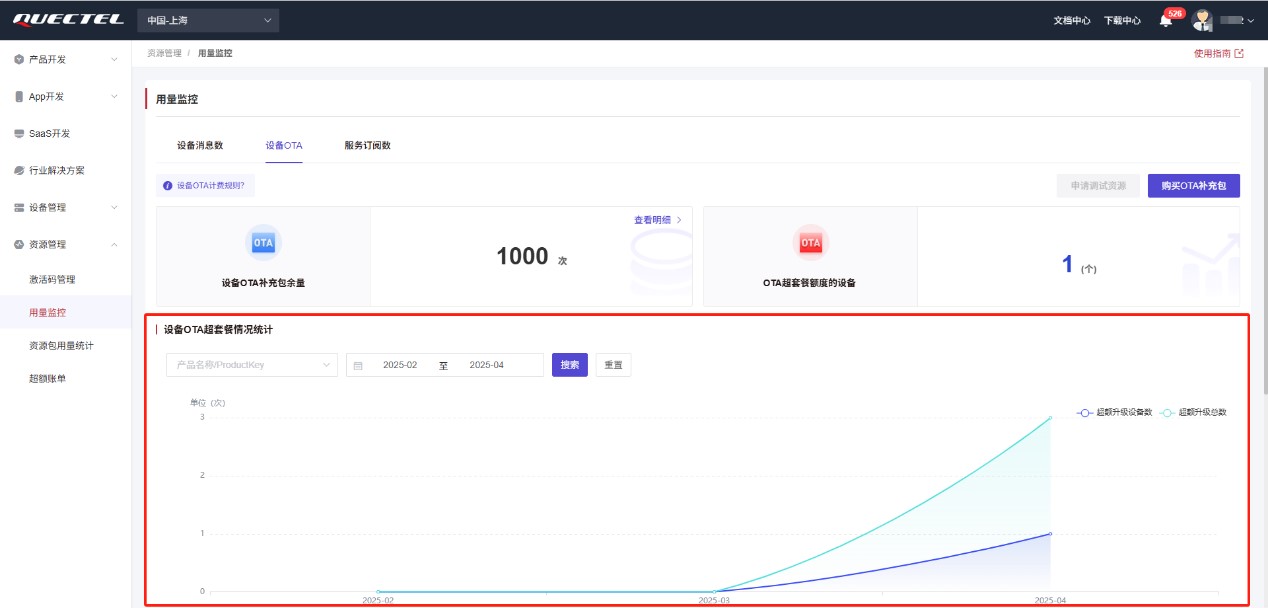 QUECTEL
中国-上海
文档中心
下载中心
526
产品开发
App开发
SaaS开发
行业解决方案
设备管理
资源管理
激活码管理
用量监控
资源包用量统计
超额账单
资源管理 / 用量监控
使用指南
用量监控
设备消息数
设备OTA
服务订阅数
设备OTA计费规则?
申请调试资源
购买OTA补充包
OTA
设备OTA补充包余量
1000 次
查看明细
OTA
OTA超套餐额度的设备
1 (个)
设备OTA超套餐情况统计
产品名称/ProductKey
2025-02 至 2025-04
搜索
重置
单位（次）
超额升级设备数
超额升级总数
3
2
1
0
2025-02
2025-03
2025-04